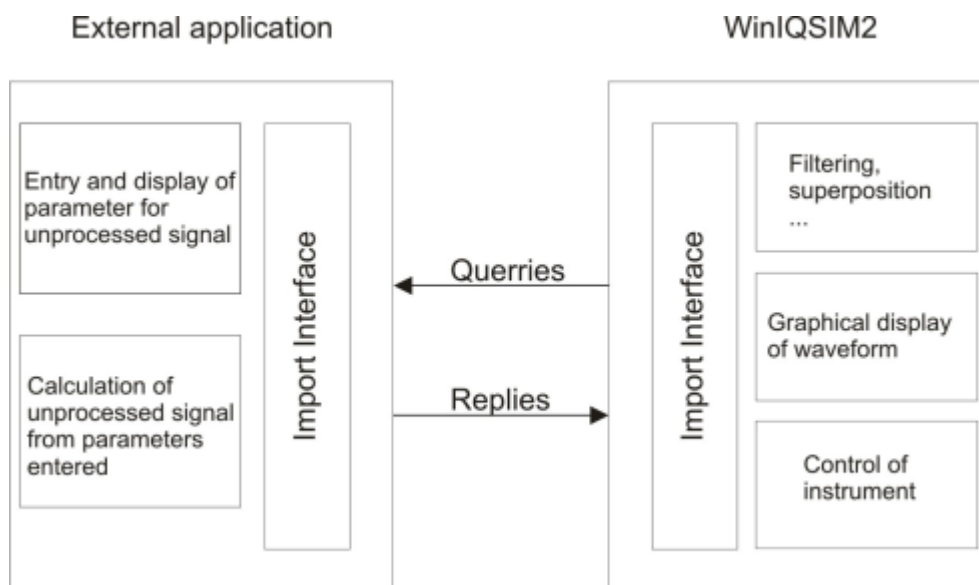 External application
WinIQSIM2
Entry and display of
parameter for
unprocessed signal
Calculation of
unprocessed signal
from parameters
entered
Import Interface
Querries
Replies
Import Interface
Filtering,
superposition
...
Graphical display
of waveform
Control of
instrument